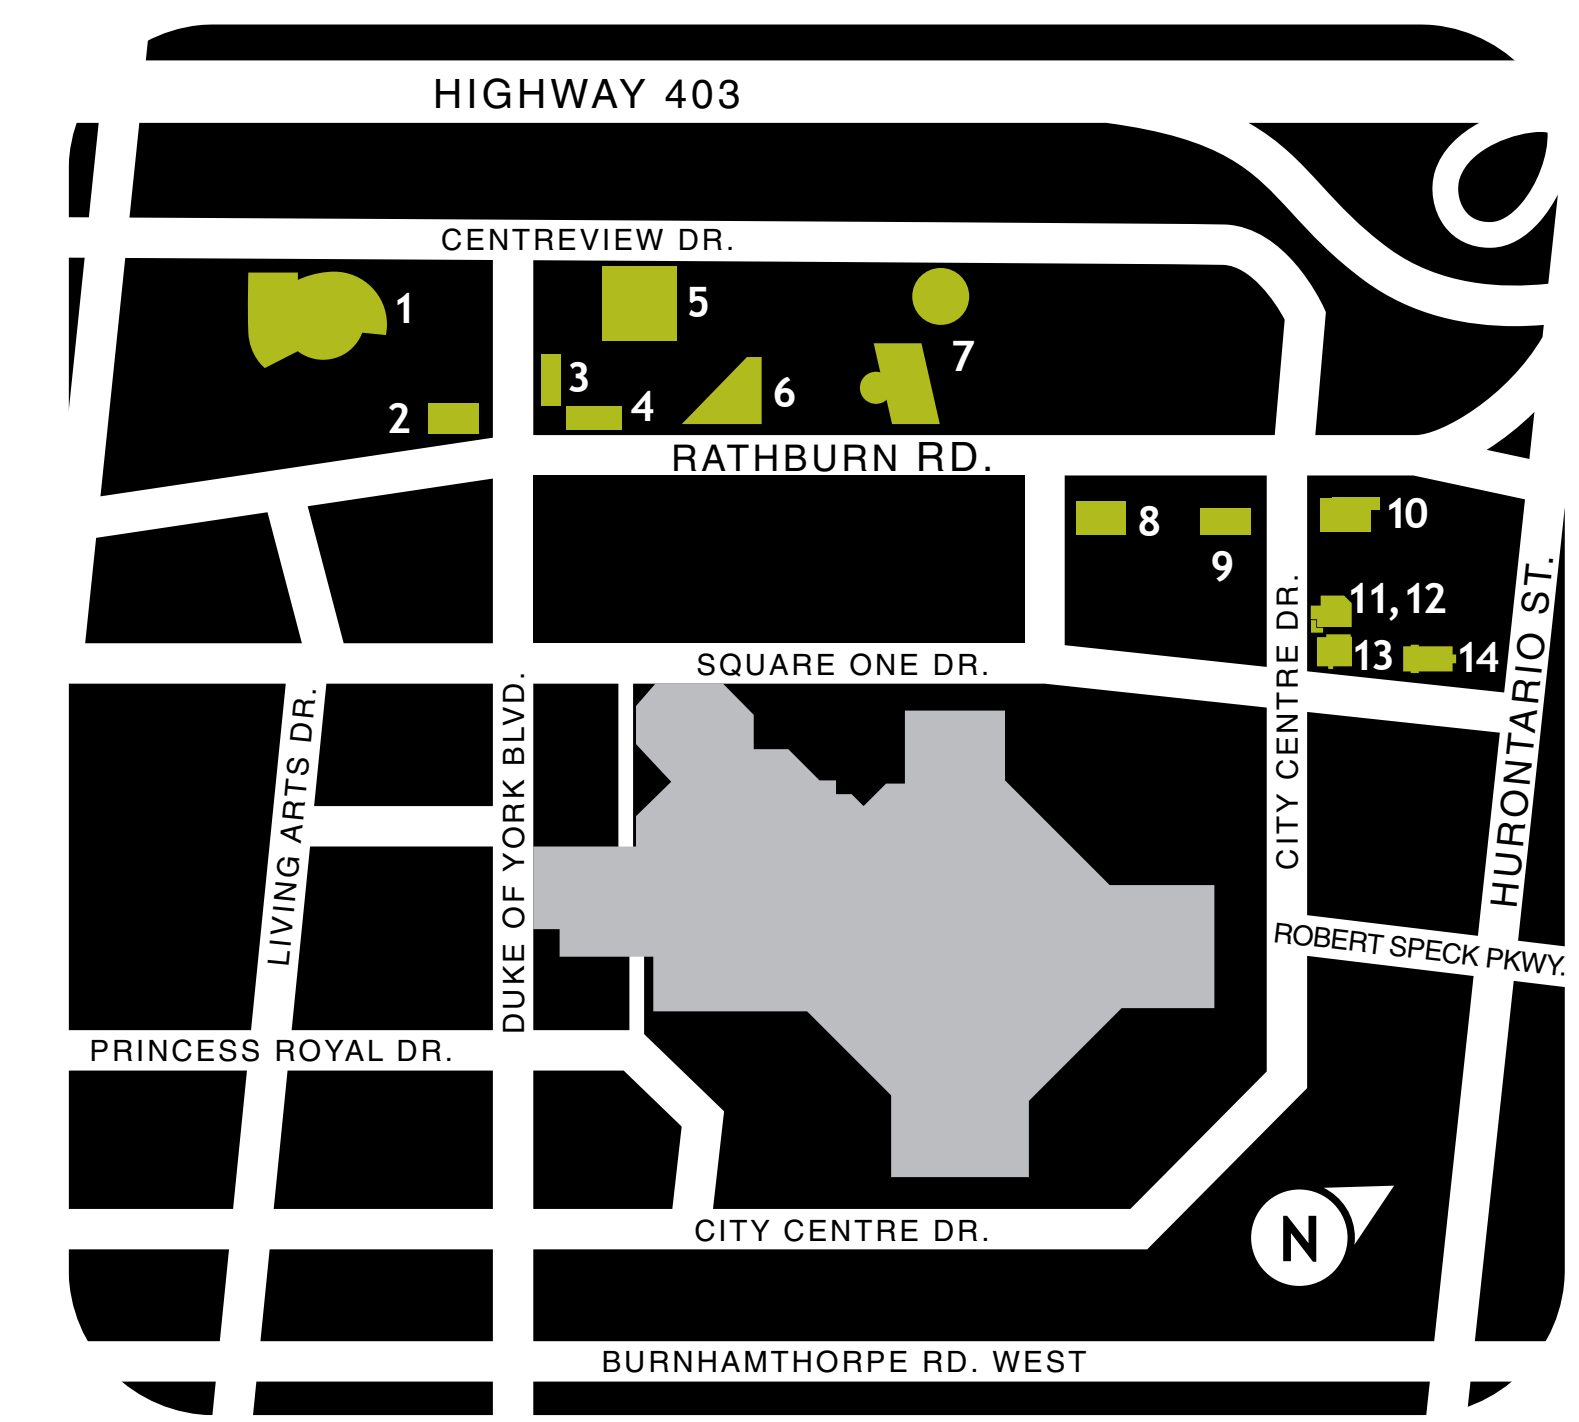 HIGHWAY 403
CENTREVIEW DR.
1
5
7
3
2
4
6
RATHBURN RD.
8
9
10
11, 12
13
14
SQUARE ONE DR.
LIVING ARTS DR.
DUKE OF YORK BLVD.
CITY CENTRE DR.
HURONTARIO ST.
ROBERT SPECK PKWY.
PRINCESS ROYAL DR.
CITY CENTRE DR.
N
BURNHAMTHORPE RD. WEST